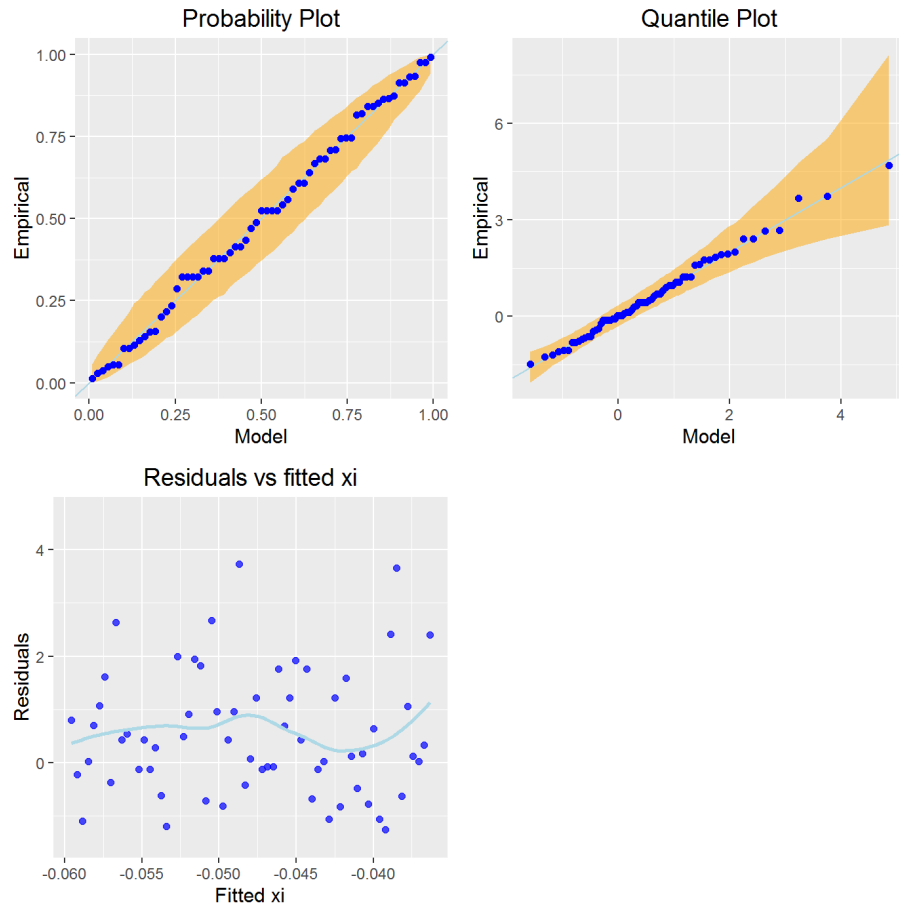 Probability Plot
Empirical
1.00
0.75
0.50
0.25
0.00
0.00 0.25 0.50 0.75 1.00
Model
Quantile Plot
Empirical
6
3
0
0 2 4
Model
Residuals vs fitted xi
Residuals
4
2
0
-0.060 -0.055 -0.050 -0.045 -0.040
Fitted xi